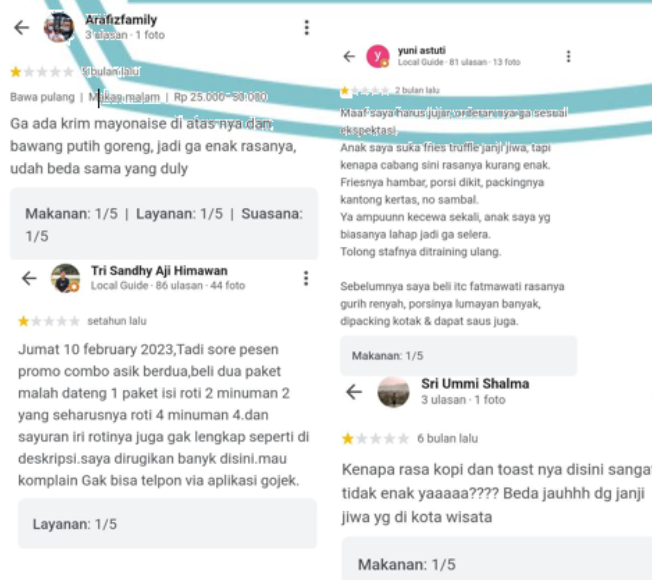 Arafizfamily
3 ulasan · 1 foto
5 bulan lalu
Bawa pulang | Makan malam | Rp 25.000–50.000
Ga ada krim mayonaise di atas nya dan
bawang putih goreng, jadi ga enak rasanya,
udah beda sama yang duly
Makanan: 1/5 | Layanan: 1/5 | Suasana:
1/5
Tri Sandhy Aji Himawan
Local Guide · 86 ulasan · 44 foto
setahun lalu
Jumat 10 february 2023,Tadi sore pesen
promo combo asik berdua,beli dua paket
malah dateng 1 paket isi roti 2 minuman 2
yang seharusnya roti 4 minuman 4.dan
sayuran iri rotinya juga gak lengkap seperti di
deskripsi.saya dirugikan banyk disini.mau
komplain Gak bisa telpon via aplikasi gojek.
Layanan: 1/5
y
yuni astuti
Local Guide · 81 ulasan · 13 foto
2 bulan lalu
Maaf saya harus jujur, orderan nya ga sesuai
ekspektasi.
Anak saya suka fries truffle janji jiwa, tapi
kenapa cabang sini rasanya kurang enak.
Friesnya hambar, porsi dikit, packingnya
kantong kertas, no sambal.
Ya ampuunn kecewa sekali, anak saya yg
biasanya lahap jadi ga selera.
Tolong stafnya ditraining ulang.
Sebelumnya saya beli itc fatmawati rasanya
gurih renyah, porsinya lumayan banyak,
dipacking kotak & dapat saus juga.
Makanan: 1/5
Sri Ummi Shalma
3 ulasan · 1 foto
6 bulan lalu
Kenapa rasa kopi dan toast nya disini sanga
tidak enak yaaaaa???? Beda jauhhh dg janji
jiwa yg di kota wisata
Makanan: 1/5